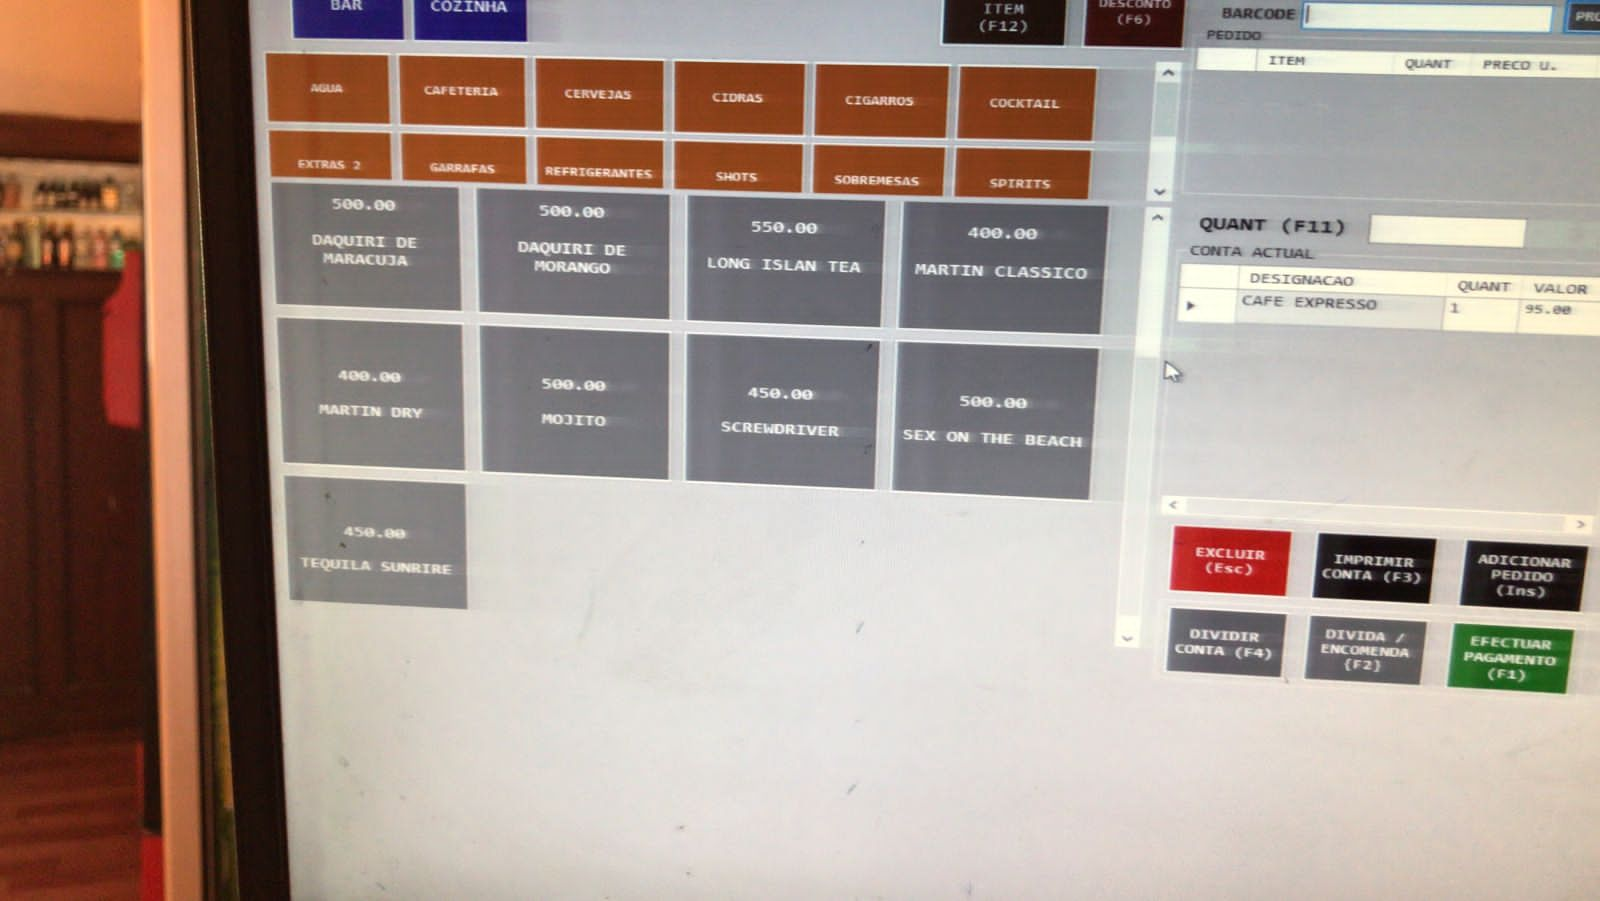 BAR
COZINHA
ITEM
(F12)
DESCONTO
(F6)
BARCODE
PEDIDO
ITEM QUANT PRECO U.
AGUA
CAFETERIA
CERVEJAS
CIDRAS
CIGARROS
COCKTAIL
EXTRAS 2
GARRAFAS
REFRIGERANTES
SHOTS
SOBREMESAS
SPIRITS
500.00
DAQUIRI DE
MARACUJA
500.00
DAQUIRI DE
MORANGO
550.00
LONG ISLAN TEA
400.00
MARTIN CLASSICO
400.00
MARTIN DRY
500.00
MOJITO
450.00
SCREWDRIVER
500.00
SEX ON THE BEACH
450.00
TEQUILA SUNRIRE
QUANT (F11)
CONTA ACTUAL
DESIGNACAO QUANT VALOR
CAFE EXPRESSO 1 95.00
EXCLUIR
(Esc)
IMPRIMIR
CONTA (F3)
ADICIONAR
PEDIDO
(Ins)
DIVIDIR
CONTA (F4)
DIVIDA /
ENCOMENDA
{F2}
EFECTUAR
PAGAMENTO
(F1)